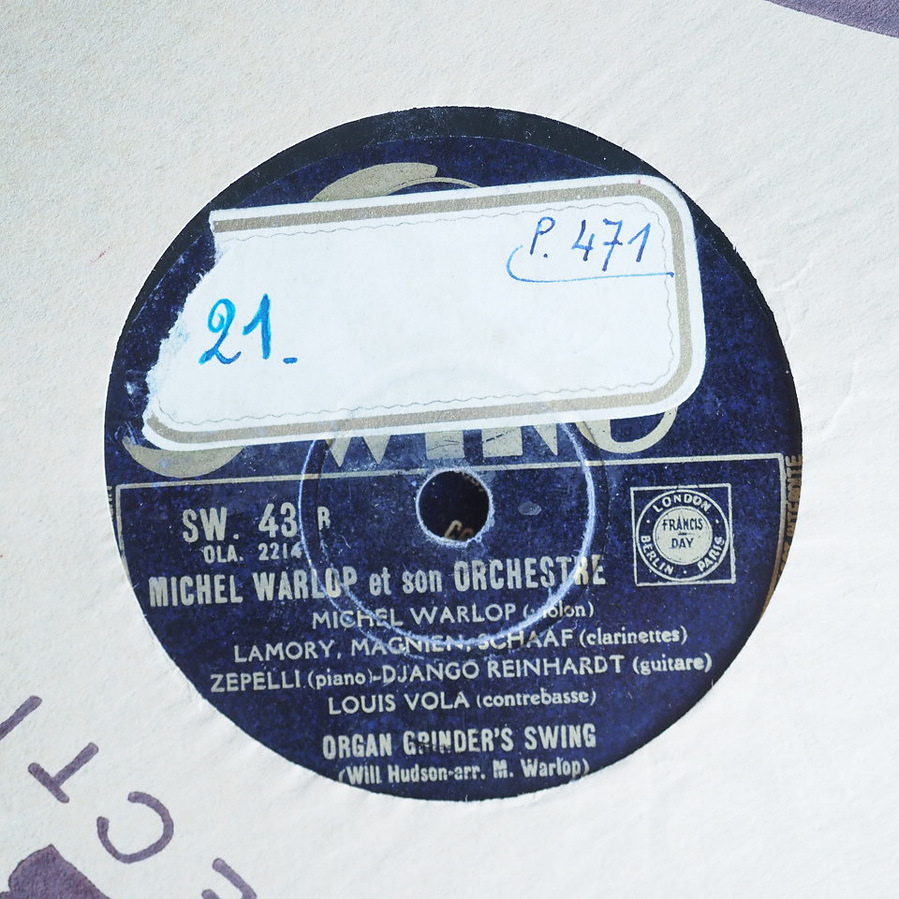 P. 471
21.
SWING
SW. 43 R
OLA. 2214
LONDON
FRANCIS
DAY
BERLIN · PARIS
MICHEL WARLOP et son ORCHESTRE
MICHEL WARLOP (violon)
LAMORY, MAGNIEN, SCHAAF (clarinettes)
ZEPELLI (piano)-DJANGO REINHARDT (guitare)
LOUIS VOLA (contrebasse)
ORGAN GRINDER'S SWING
(Will Hudson-arr. M. Warlop)
ECTI